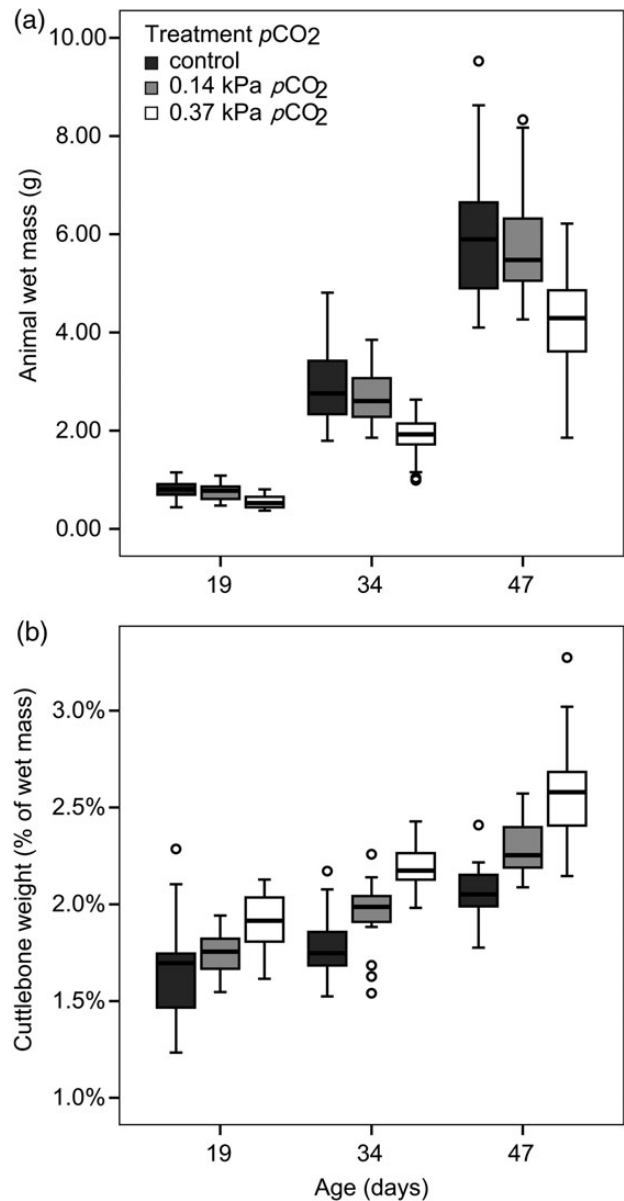 (a)
Treatment pCO2
control
0.14 kPa pCO2
0.37 kPa pCO2
10.00
8.00
6.00
4.00
2.00
0.00
Animal wet mass (g)
19 34 47
(b)
3.0%
2.5%
2.0%
1.5%
1.0%
Cuttlebone weight (% of wet mass)
19 34 47
Age (days)